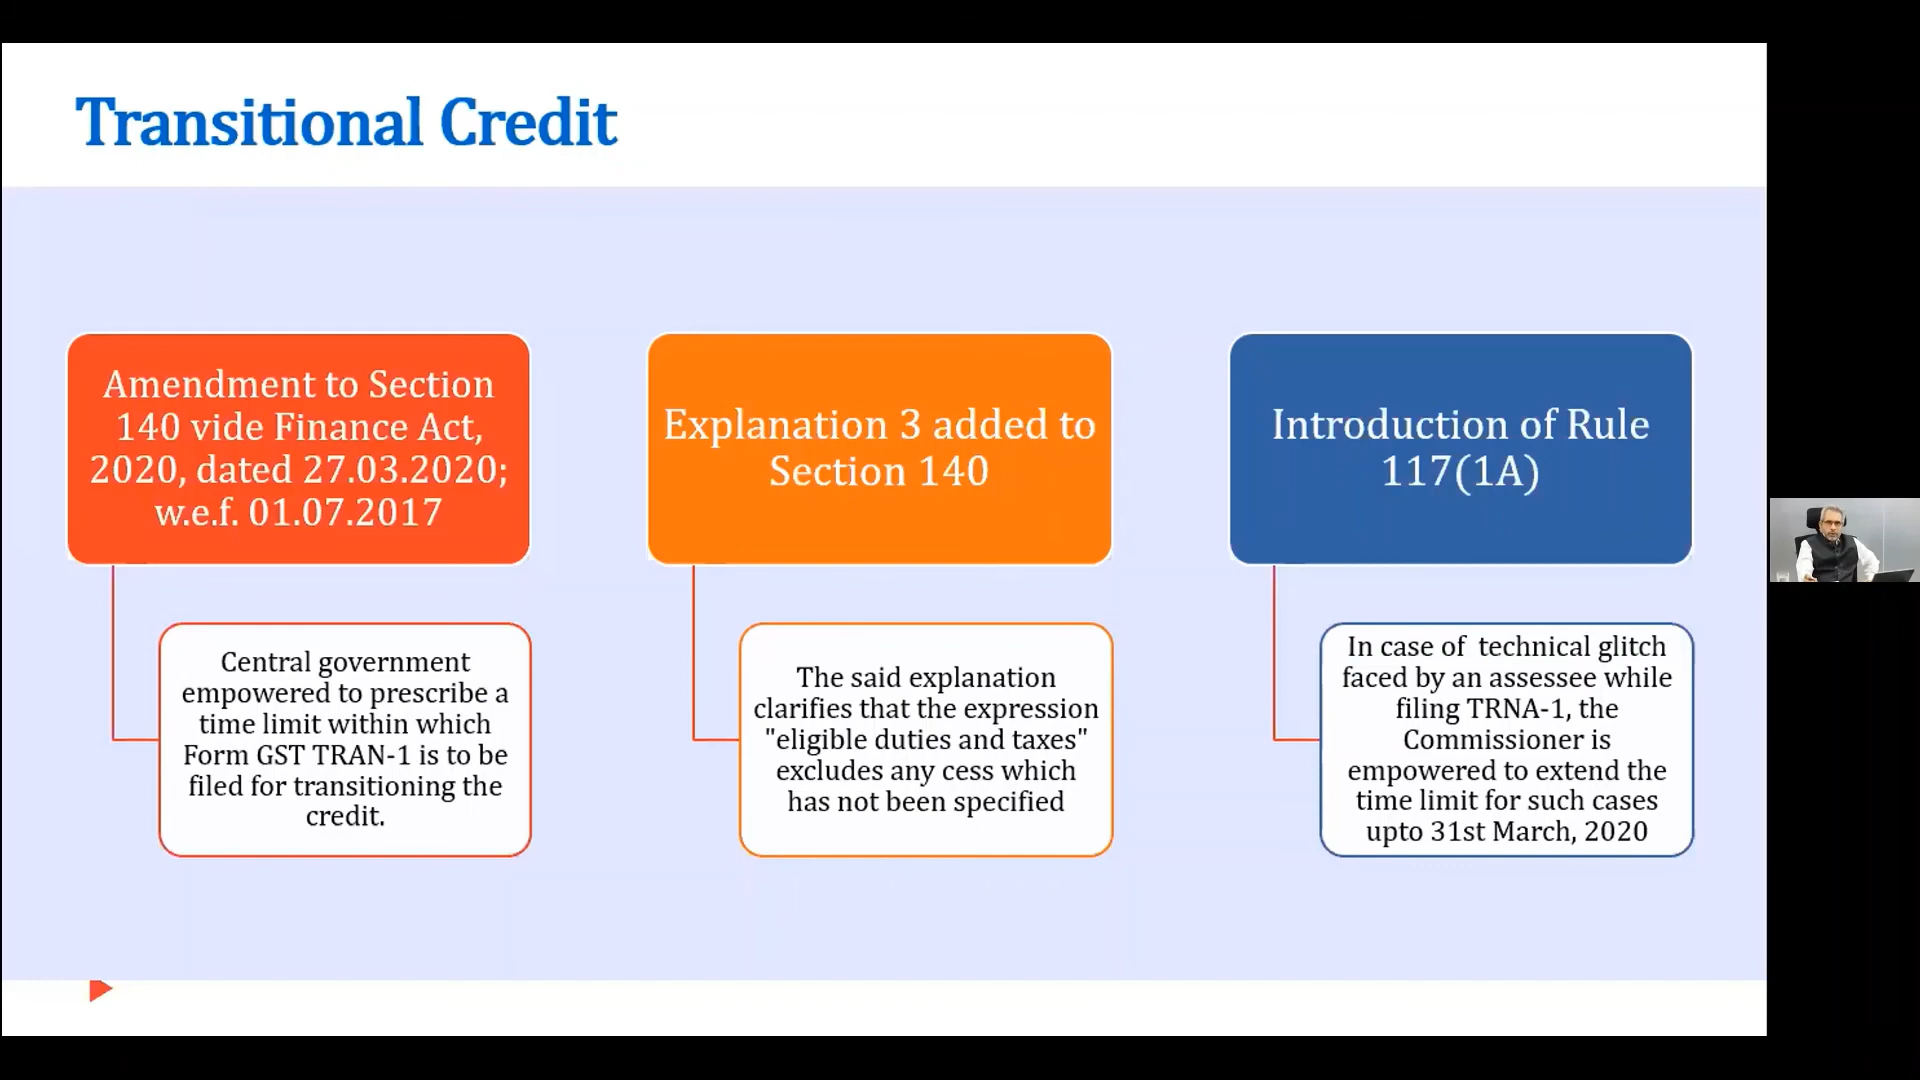 Transitional Credit
Amendment to Section
140 vide Finance Act,
2020, dated 27.03.2020;
w.e.f. 01.07.2017
Central government
empowered to prescribe a
time limit within which
Form GST TRAN-1 is to be
filed for transitioning the
credit.
Explanation 3 added to
Section 140
The said explanation
clarifies that the expression
"eligible duties and taxes"
excludes any cess which
has not been specified
Introduction of Rule
117(1A)
In case of  technical glitch
faced by an assessee while
filing TRNA-1, the
Commissioner is
empowered to extend the
time limit for such cases
upto 31st March, 2020